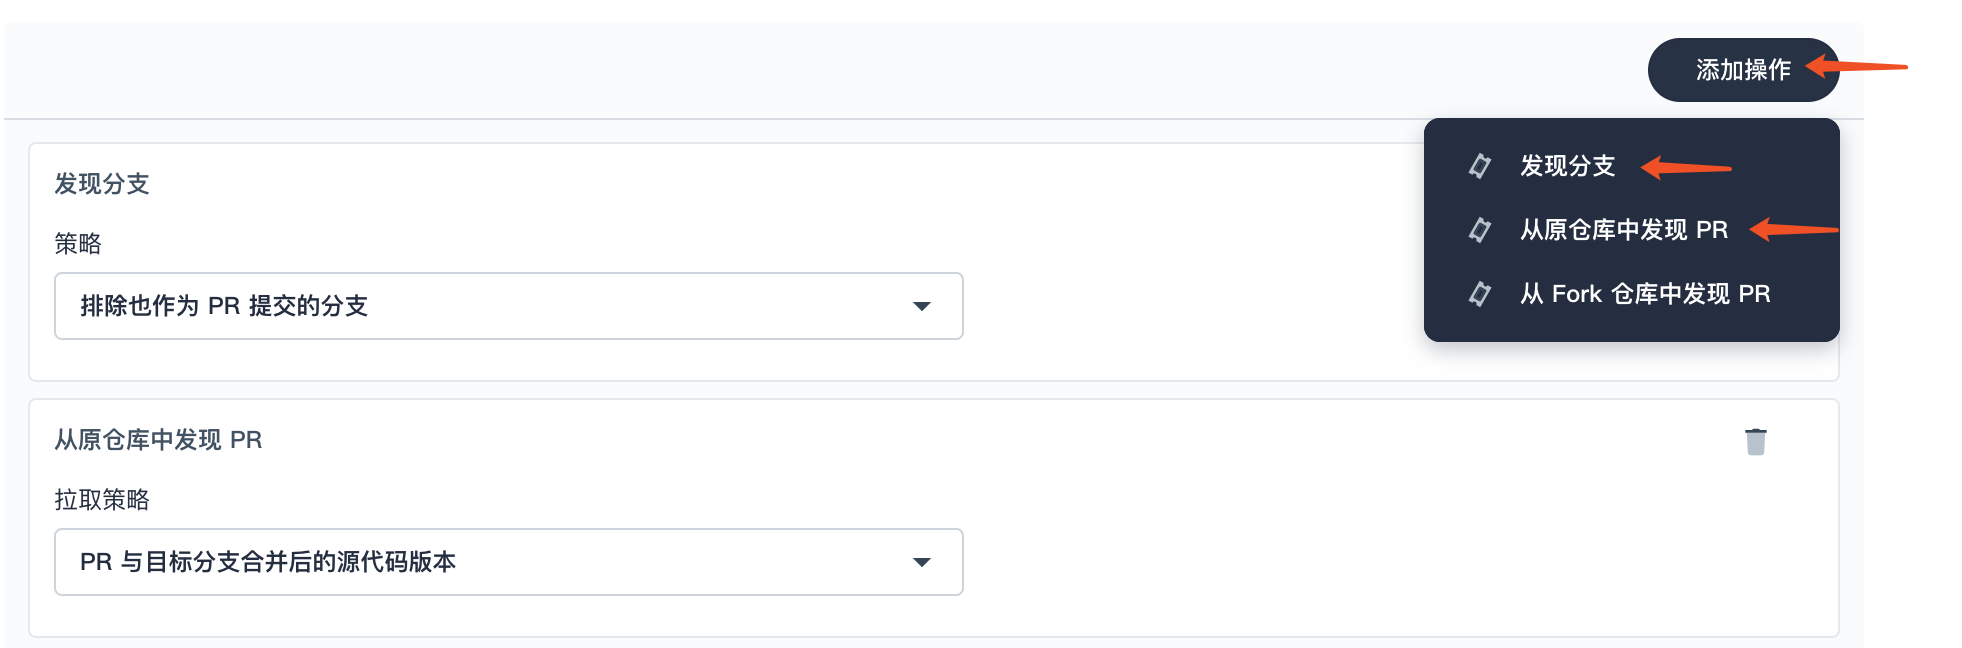 添加操作
发现分支
从原仓库中发现 PR
从 Fork 仓库中发现 PR
发现分支
策略
排除也作为 PR 提交的分支
从原仓库中发现 PR
拉取策略
PR 与目标分支合并后的源代码版本